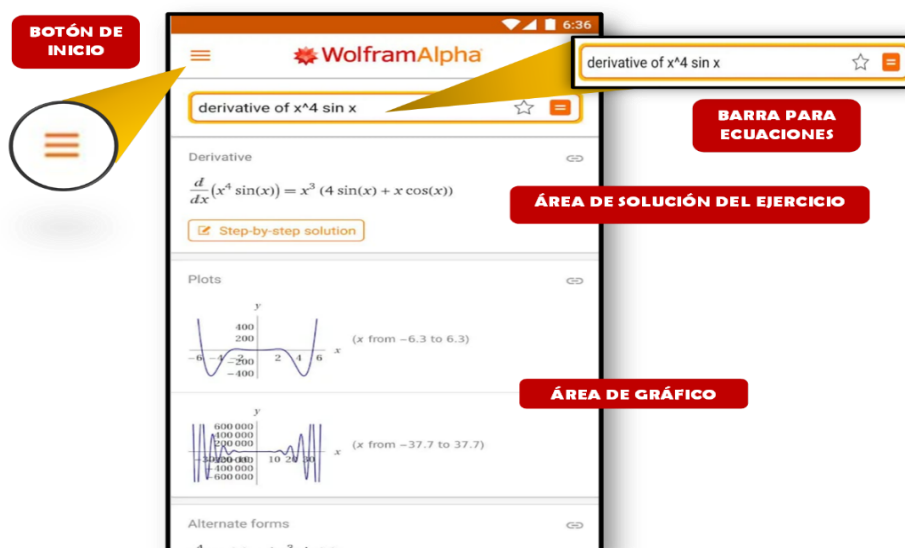 BOTÓN DE
INICIO
6:36
WolframAlpha
derivative of x^4 sin x
derivative of x^4 sin x
BARRA PARA
ECUACIONES
Derivative
d/dx(x⁴ sin(x)) = x³ (4 sin(x) + x cos(x))
ÁREA DE SOLUCIÓN DEL EJERCICIO
Step-by-step solution
Plots
y
400
200
-6 -4 -2 2 4 6 x
-200
-400
(x from −6.3 to 6.3)
ÁREA DE GRÁFICO
y
600 000
400 000
200 000
10 20 30 x
-400 000
-600 000
(x from −37.7 to 37.7)
Alternate forms